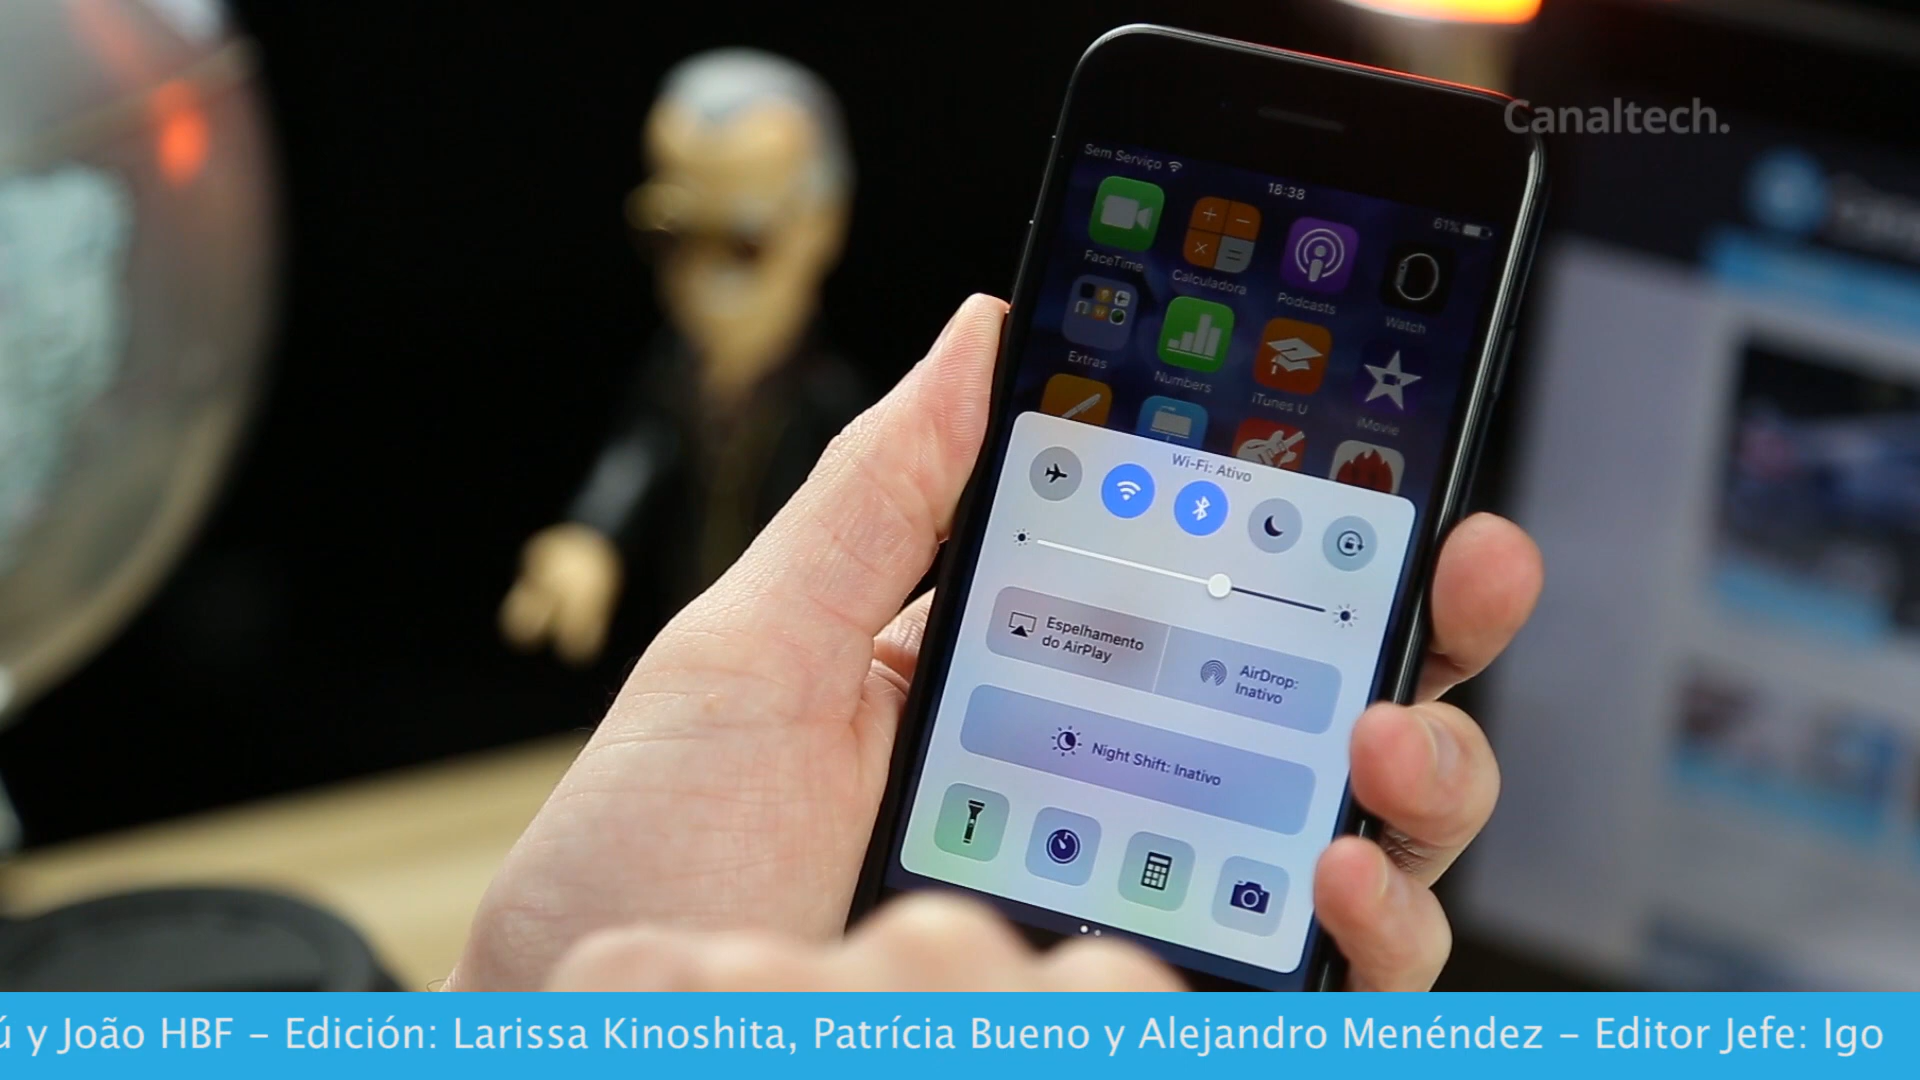 Canaltech.
Sem Serviço
18:38
61%
FaceTime
Calculadora
Podcasts
Watch
Extras
Numbers
iTunes U
iMovie
Wi-Fi: Ativo
Espelhamento
do AirPlay
AirDrop:
Inativo
Night Shift: Inativo
ú y João HBF – Edición: Larissa Kinoshita, Patrícia Bueno y Alejandro Menéndez – Editor Jefe: Igo